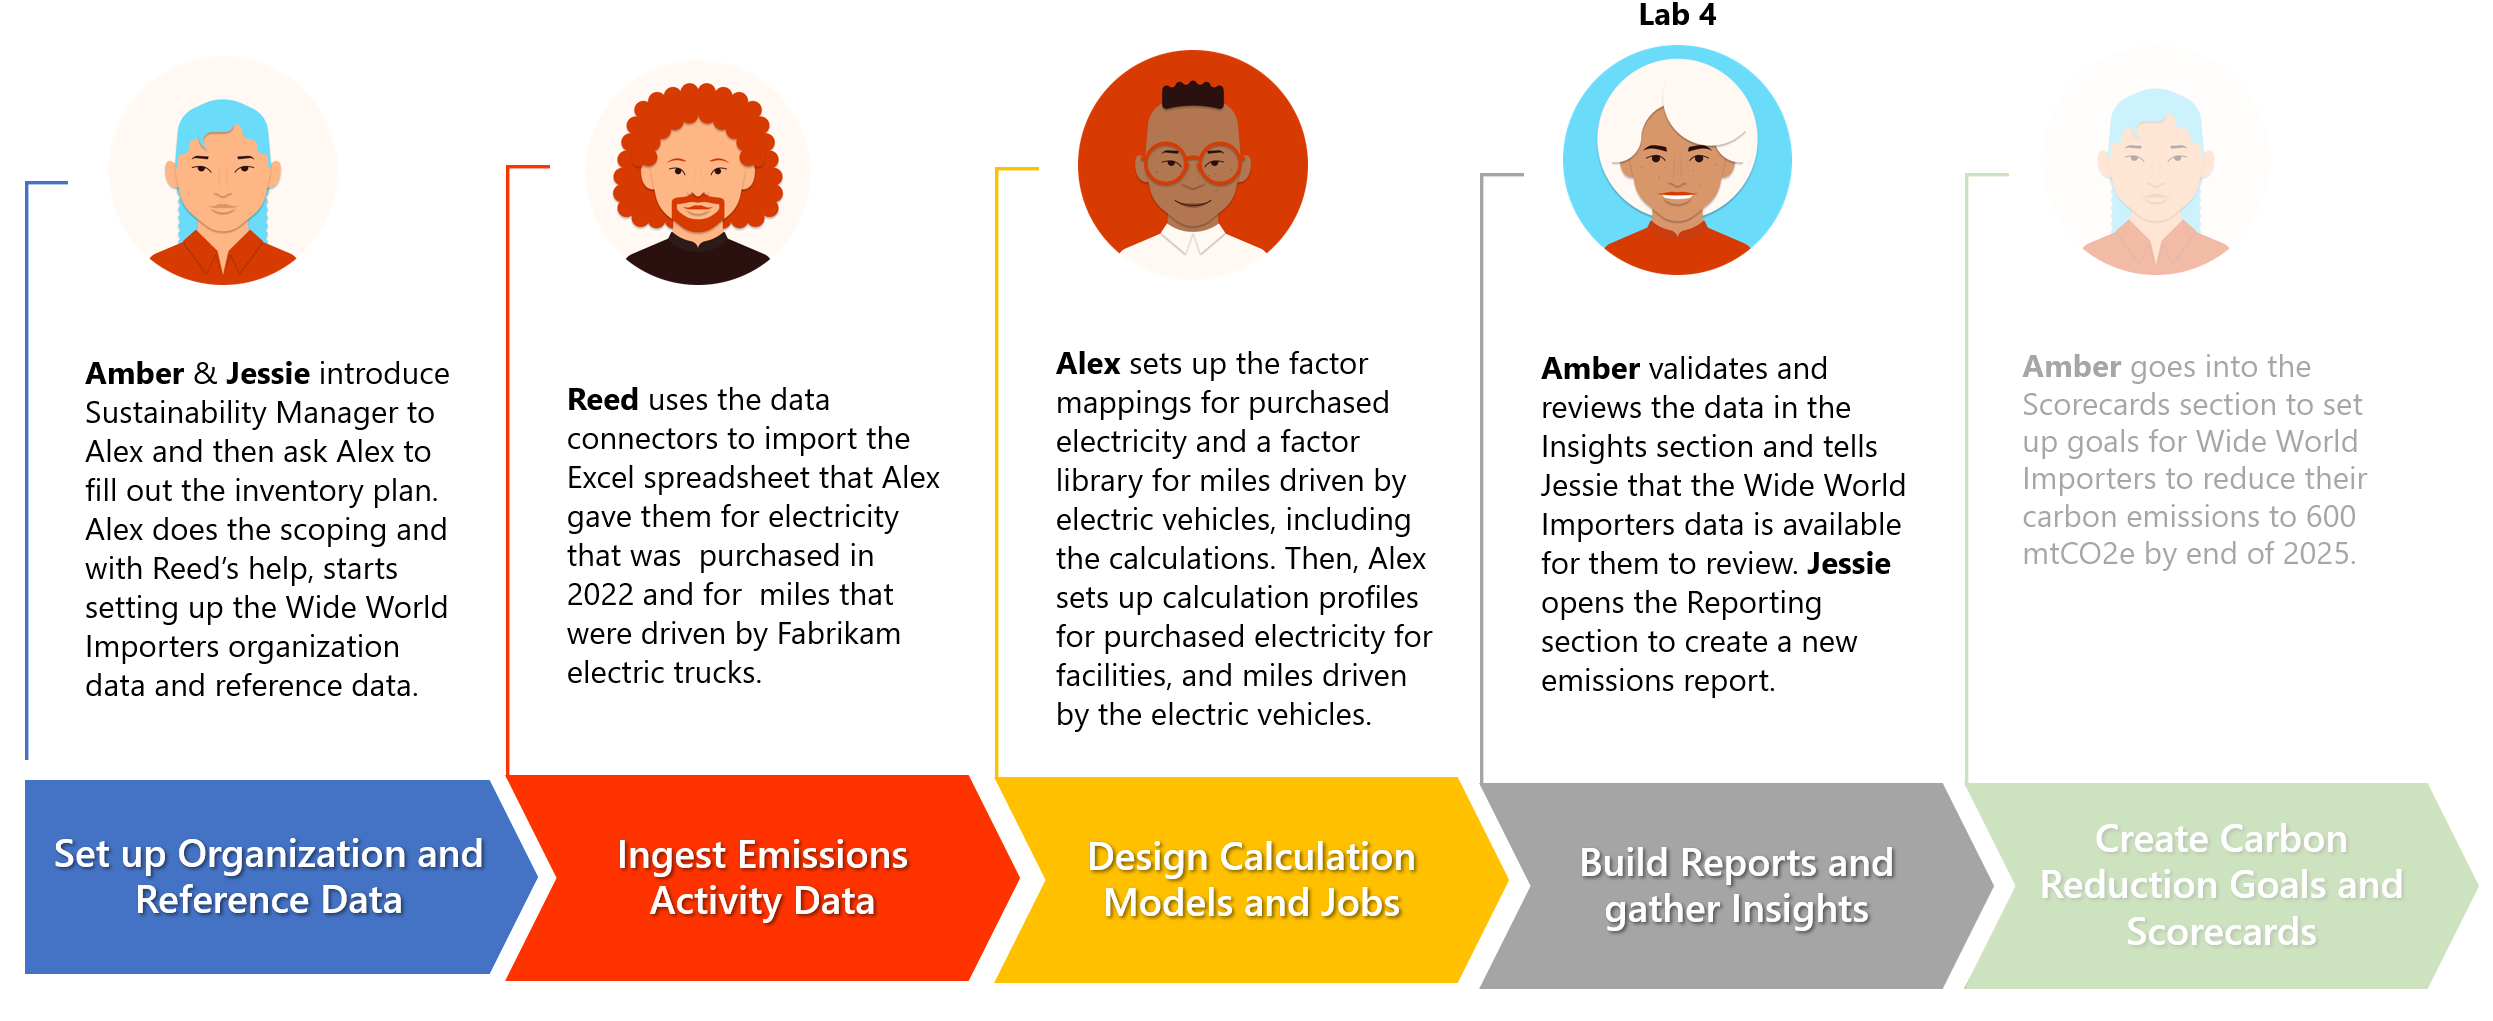 Lab 4
Amber & Jessie introduce
Sustainability Manager to
Alex and then ask Alex to
fill out the inventory plan.
Alex does the scoping and
with Reed’s help, starts
setting up the Wide World
Importers organization
data and reference data.
Reed uses the data
connectors to import the
Excel spreadsheet that Alex
gave them for electricity
that was  purchased in
2022 and for  miles that
were driven by Fabrikam
electric trucks.
Alex sets up the factor
mappings for purchased
electricity and a factor
library for miles driven by
electric vehicles, including
the calculations. Then, Alex
sets up calculation profiles
for purchased electricity for
facilities, and miles driven
by the electric vehicles.
Amber validates and
reviews the data in the
Insights section and tells
Jessie that the Wide World
Importers data is available
for them to review. Jessie
opens the Reporting
section to create a new
emissions report.
Amber goes into the
Scorecards section to set
up goals for Wide World
Importers to reduce their
carbon emissions to 600
mtCO2e by end of 2025.
Set up Organization and
Reference Data
Ingest Emissions
Activity Data
Design Calculation
Models and Jobs
Build Reports and
gather Insights
Create Carbon
Reduction Goals and
Scorecards